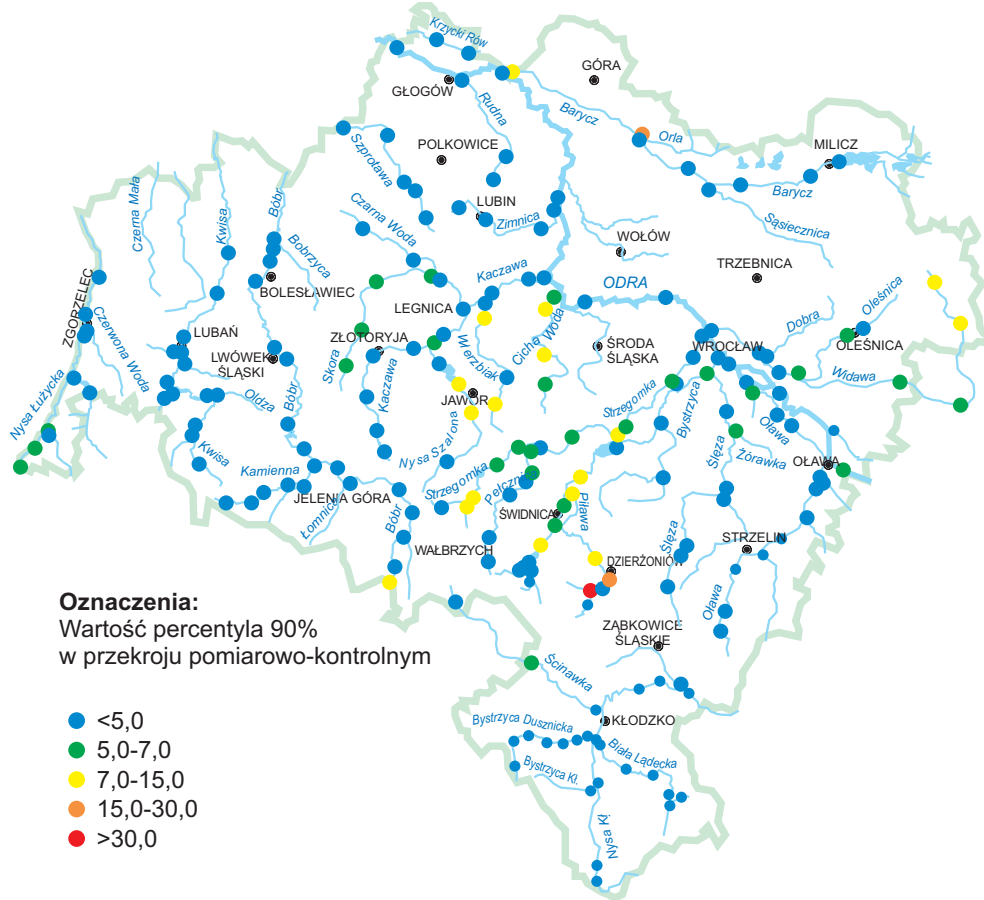 Krzycki Rów
GÓRA
GŁOGÓW
Rudna
Barycz
Orla
POLKOWICE
MILICZ
Szprotawa
Barycz
Czerna Mała
Kwisa
Bóbr
LUBIN
Zimnica
Sąsiecznica
Czarna Woda
WOŁÓW
Bobrzyca
Kaczawa
TRZEBNICA
ODRA
BOLESŁAWIEC
ZGORZELEC
LEGNICA
Oleśnica
Dobra
Czerwona Woda
LUBAŃ
ZŁOTORYJA
Wierzbiak
Cicha Woda
ŚRODA
ŚLĄSKA
WROCŁAW
OLEŚNICA
LWÓWEK
ŚLĄSKI
Skora
Widawa
Nysa Łużycka
Oldza
Bóbr
Kaczawa
JAWOR
Strzegomka
Bystrzyca
Oława
Kwisa
Nysa Szalona
Ślęza
Żórawka
OŁAWA
Kamienna
Strzegomka
Pełcznica
JELENIA GÓRA
Łomnica
Bóbr
ŚWIDNICA
Piława
WAŁBRZYCH
Ślęza
STRZELIN
DZIERŻONIÓW
Oława
Oznaczenia:
Wartość percentyla 90%
w przekroju pomiarowo-kontrolnym
ZĄBKOWICE
ŚLĄSKIE
Ścinawka
<5,0
5,0-7,0
7,0-15,0
15,0-30,0
>30,0
KŁODZKO
Bystrzyca Dusznicka
Biała Lądecka
Bystrzyca Kł.
Nysa Kł.